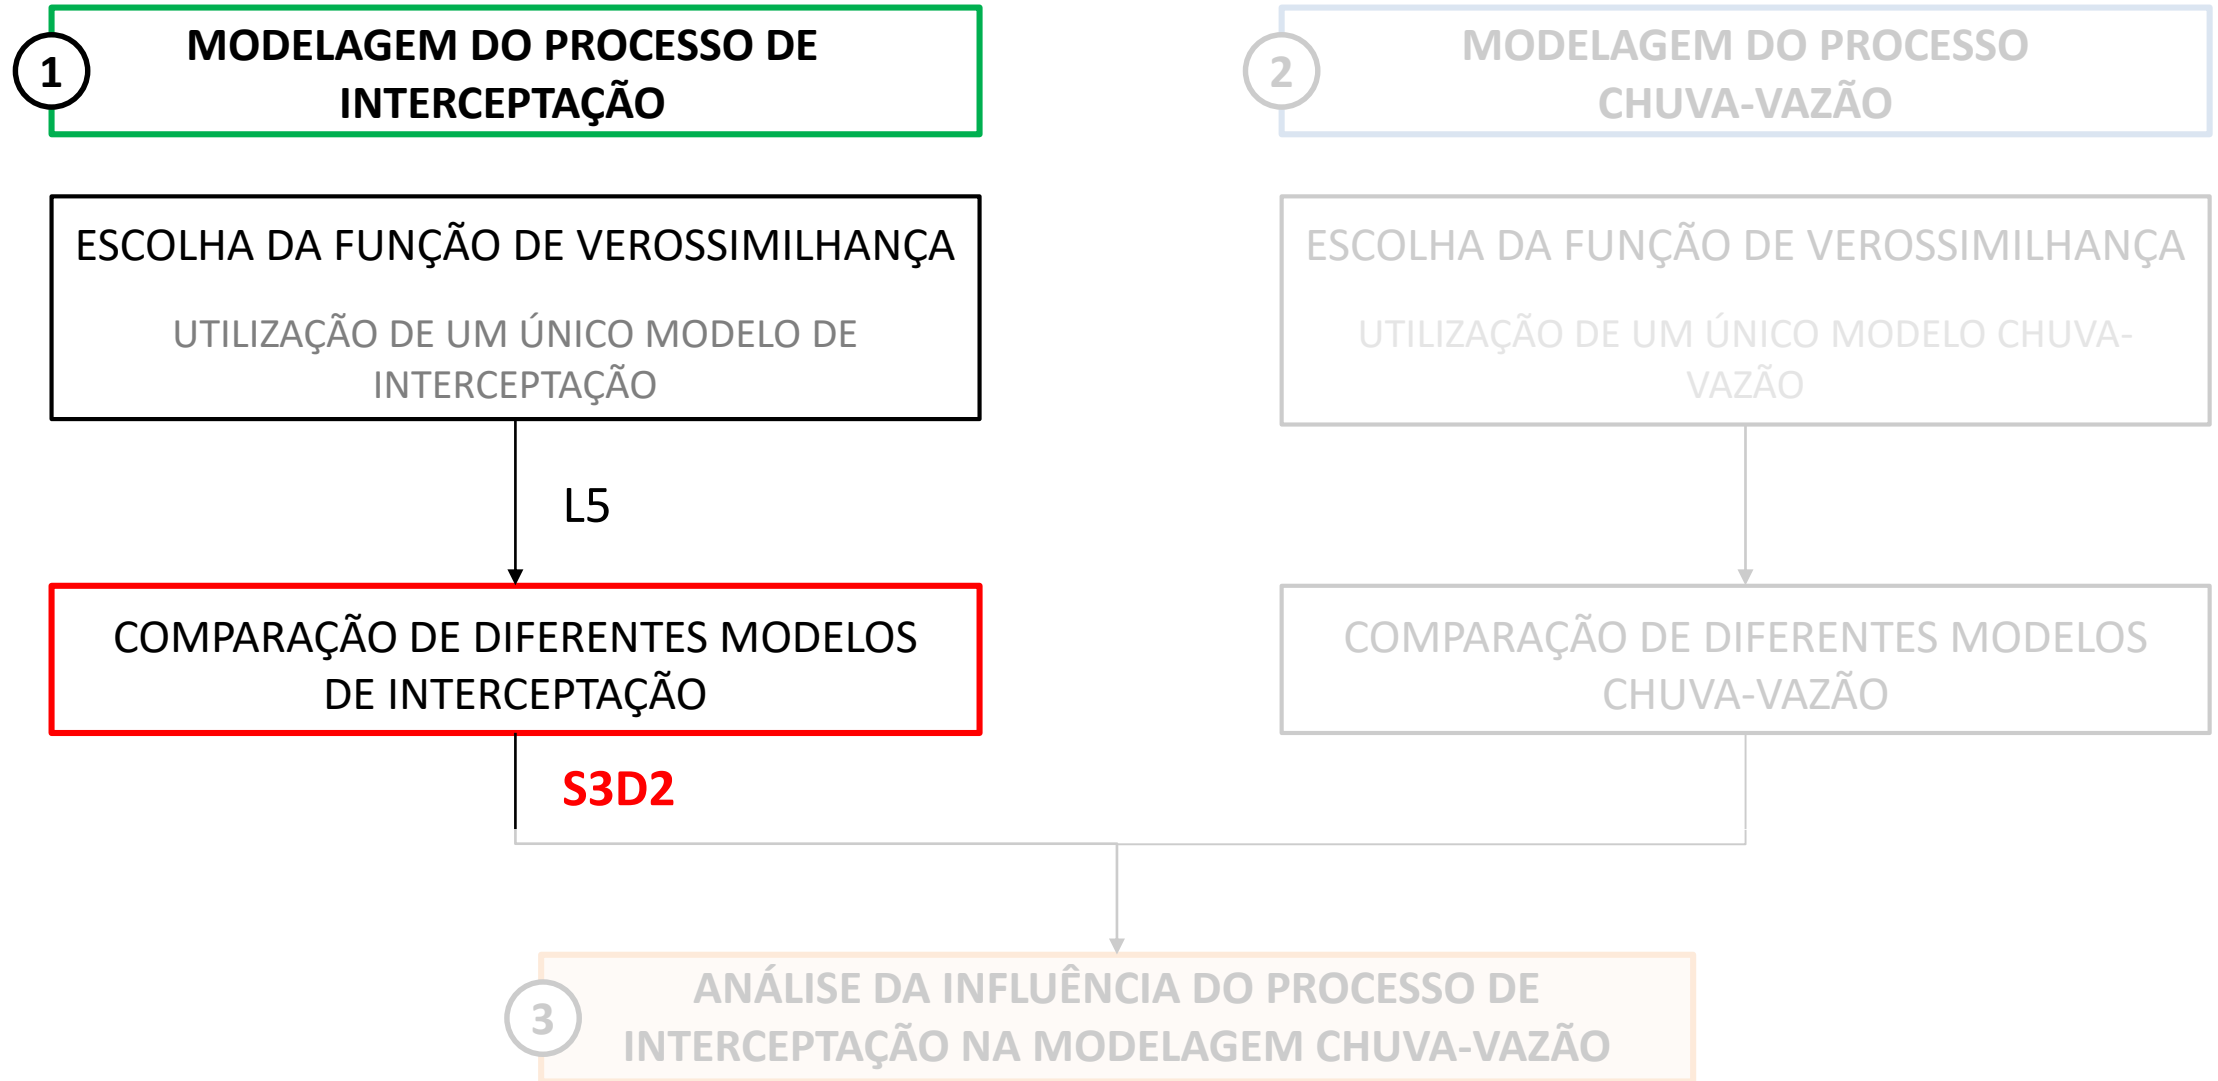 1
MODELAGEM DO PROCESSO DE
INTERCEPTAÇÃO
ESCOLHA DA FUNÇÃO DE VEROSSIMILHANÇA
UTILIZAÇÃO DE UM ÚNICO MODELO DE
INTERCEPTAÇÃO
L5
COMPARAÇÃO DE DIFERENTES MODELOS
DE INTERCEPTAÇÃO
S3D2
2
MODELAGEM DO PROCESSO
CHUVA-VAZÃO
ESCOLHA DA FUNÇÃO DE VEROSSIMILHANÇA
UTILIZAÇÃO DE UM ÚNICO MODELO CHUVA-
VAZÃO
COMPARAÇÃO DE DIFERENTES MODELOS
CHUVA-VAZÃO
3
ANÁLISE DA INFLUÊNCIA DO PROCESSO DE
INTERCEPTAÇÃO NA MODELAGEM CHUVA-VAZÃO